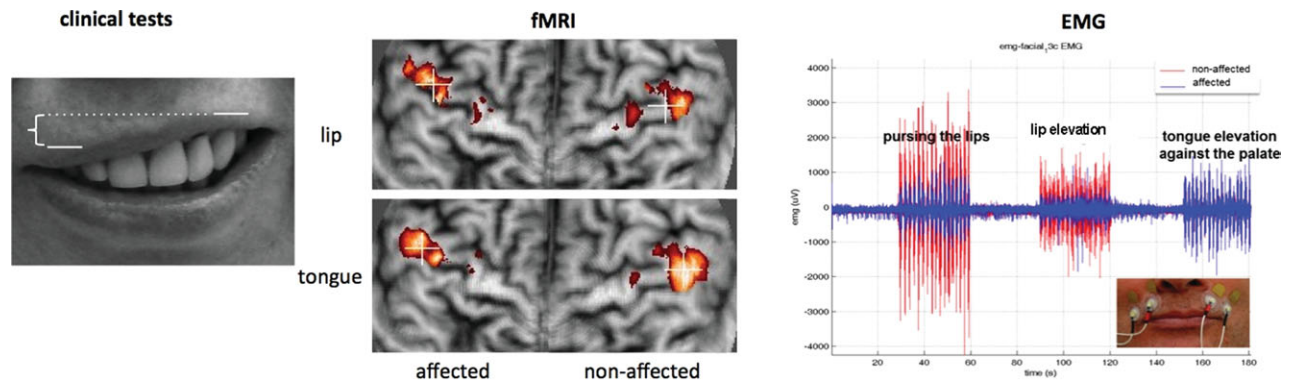 clinical tests
fMRI
EMG
lip
tongue
affected
non-affected
emg-facial_13c EMG
non-affected
affected
pursing the lips
lip elevation
tongue elevation
against the palate
emg (uV)
4000
3000
2000
1000
0
-1000
-2000
-3000
-4000
20
40
60
80
100
120
140
160
180
time (s)